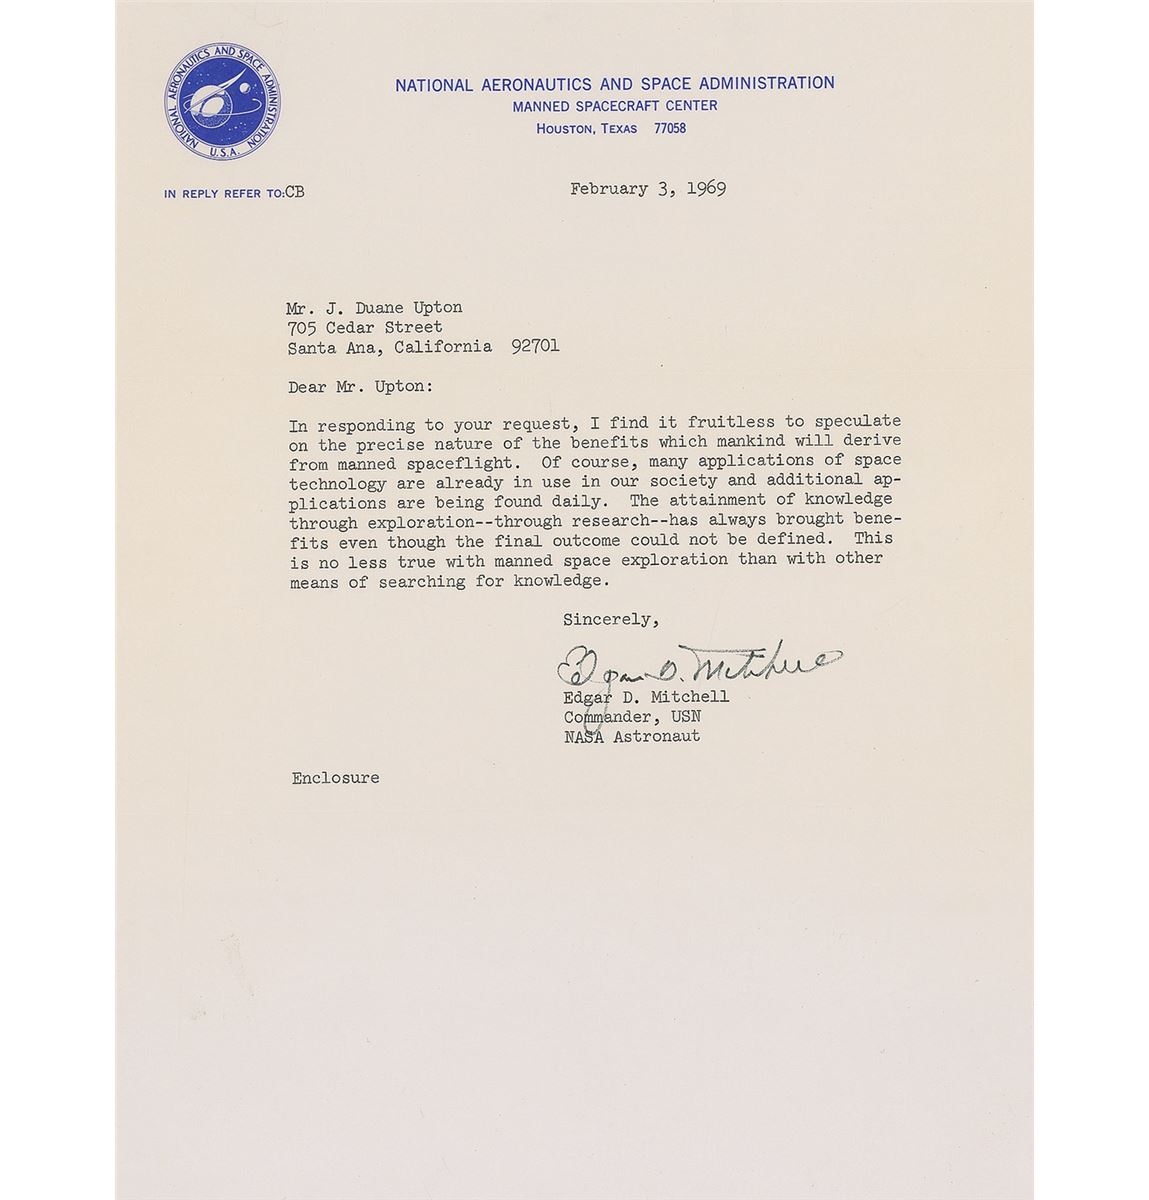 NATIONAL AERONAUTICS AND SPACE ADMINISTRATION
U.S.A.
NATIONAL AERONAUTICS AND SPACE ADMINISTRATION
MANNED SPACECRAFT CENTER
HOUSTON, TEXAS 77058
IN REPLY REFER TO: CB
February 3, 1969
Mr. J. Duane Upton
705 Cedar Street
Santa Ana, California 92701
Dear Mr. Upton:
In responding to your request, I find it fruitless to speculate
on the precise nature of the benefits which mankind will derive
from manned spaceflight. Of course, many applications of space
technology are already in use in our society and additional ap-
plications are being found daily. The attainment of knowledge
through exploration--through research--has always brought bene-
fits even though the final outcome could not be defined. This
is no less true with manned space exploration than with other
means of searching for knowledge.
Sincerely,
Edgar D. Mitchell
Edgar D. Mitchell
Commander, USN
NASA Astronaut
Enclosure